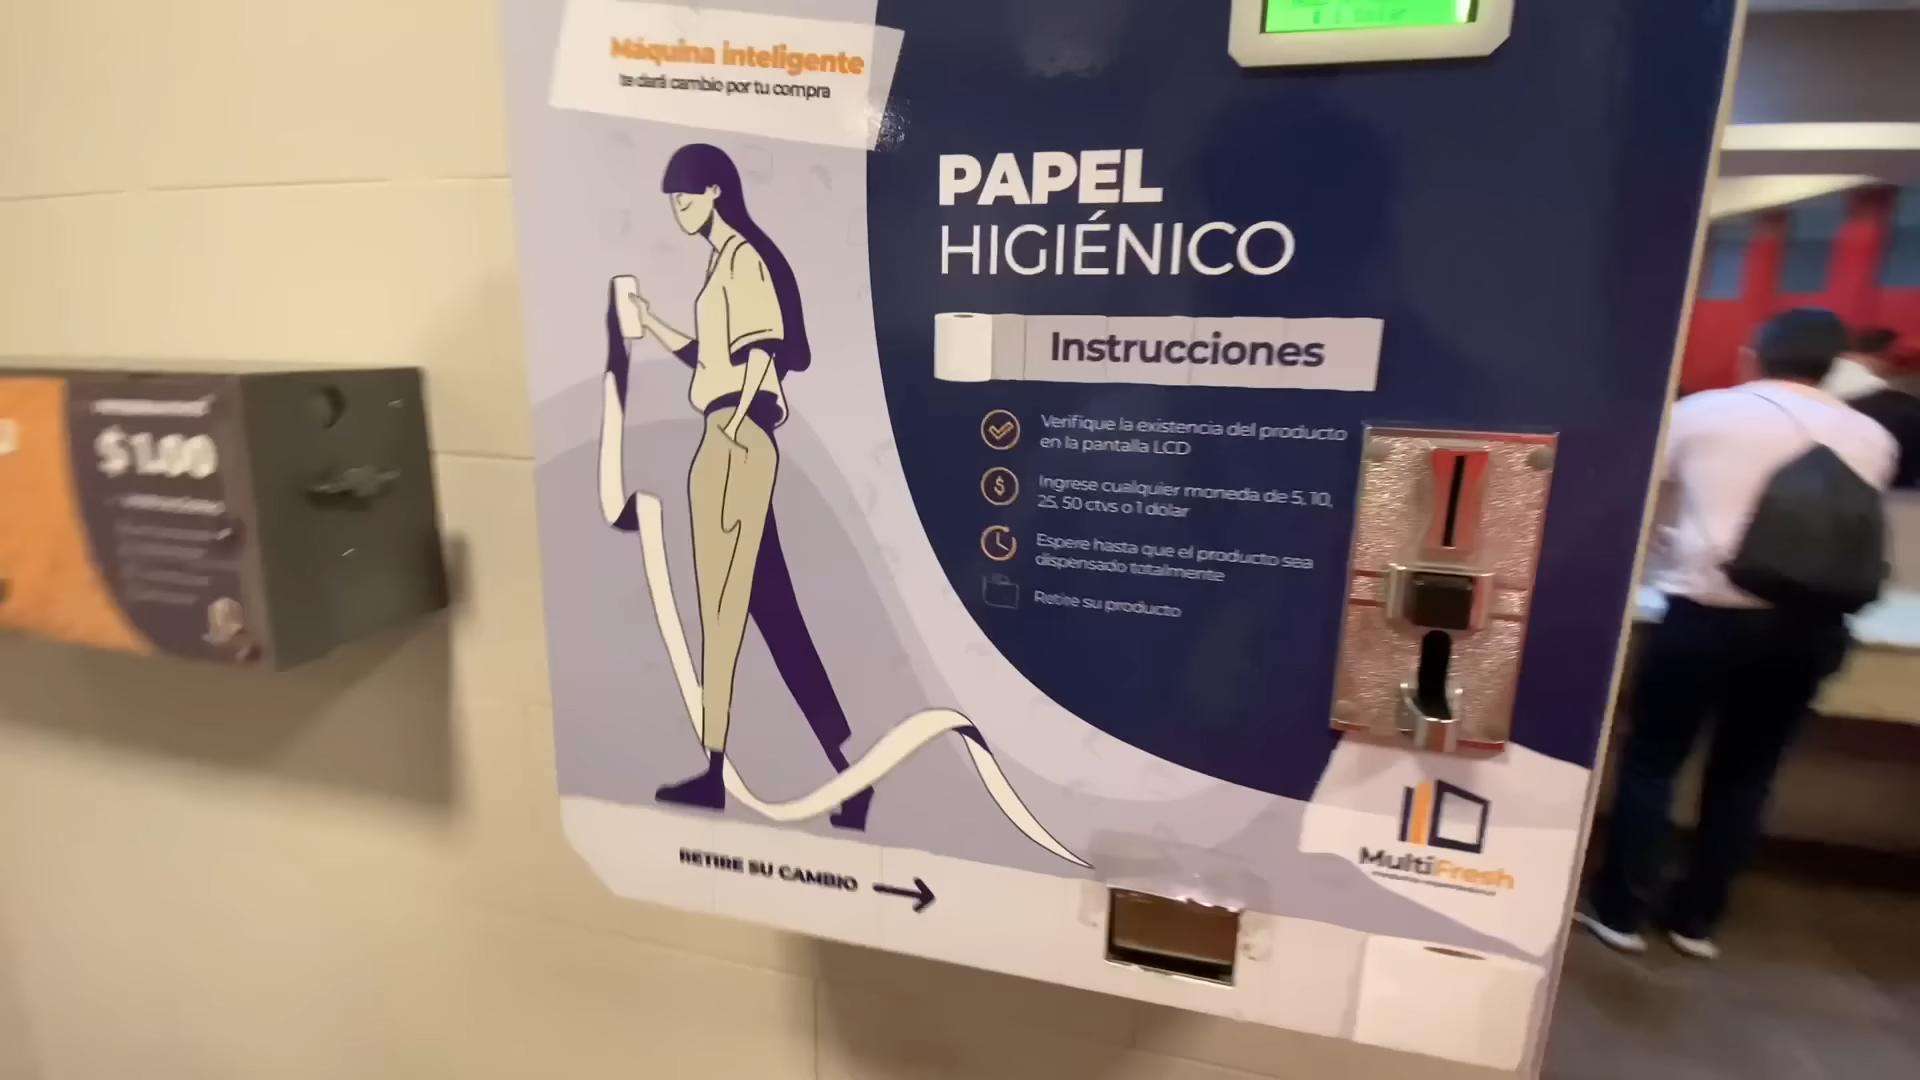 Máquina inteligente
te dará cambio por tu compra
PAPEL
HIGIÉNICO
Instrucciones
Verifique la existencia del producto
en la pantalla LCD
Ingrese cualquier moneda de 5, 10,
25, 50 ctvs o 1 dolar
Espere hasta que el producto sea
dispensado totalmente
Retire su producto
RETIRE SU CAMBIO
MultiFresh
$1.00